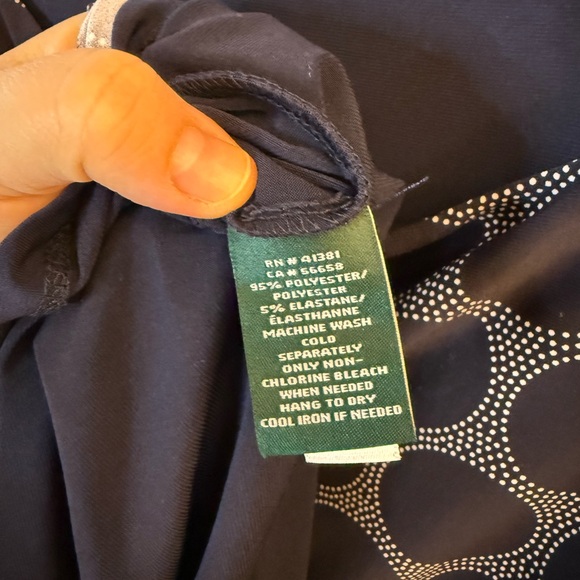 RN # 41381
CA # 56658
95% POLYESTER/
POLYESTER
5% ELASTANE/
ÉLASTHANNE
MACHINE WASH
COLD
SEPARATELY
ONLY NON-
CHLORINE BLEACH
WHEN NEEDED
HANG TO DRY
COOL IRON IF NEEDED